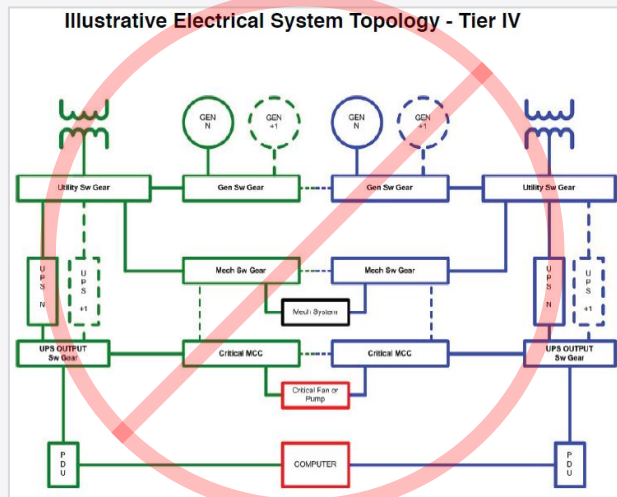 Illustrative Electrical System Topology - Tier IV
GEN
N
GEN
+1
GEN
N
GEN
+1
Utility Sw Gear
Gen Sw Gear
Gen Sw Gear
Utility Sw Gear
U
P
S
N
U
P
S
+1
Mech Sw Gear
Mech Sw Gear
U
P
S
N
U
P
S
+1
Mech System
UPS OUTPUT
Sw Gear
Critical MCC
Critical MCC
UPS OUTPUT
Sw Gear
Critical Fan or
Pump
P
D
U
COMPUTER
P
D
U